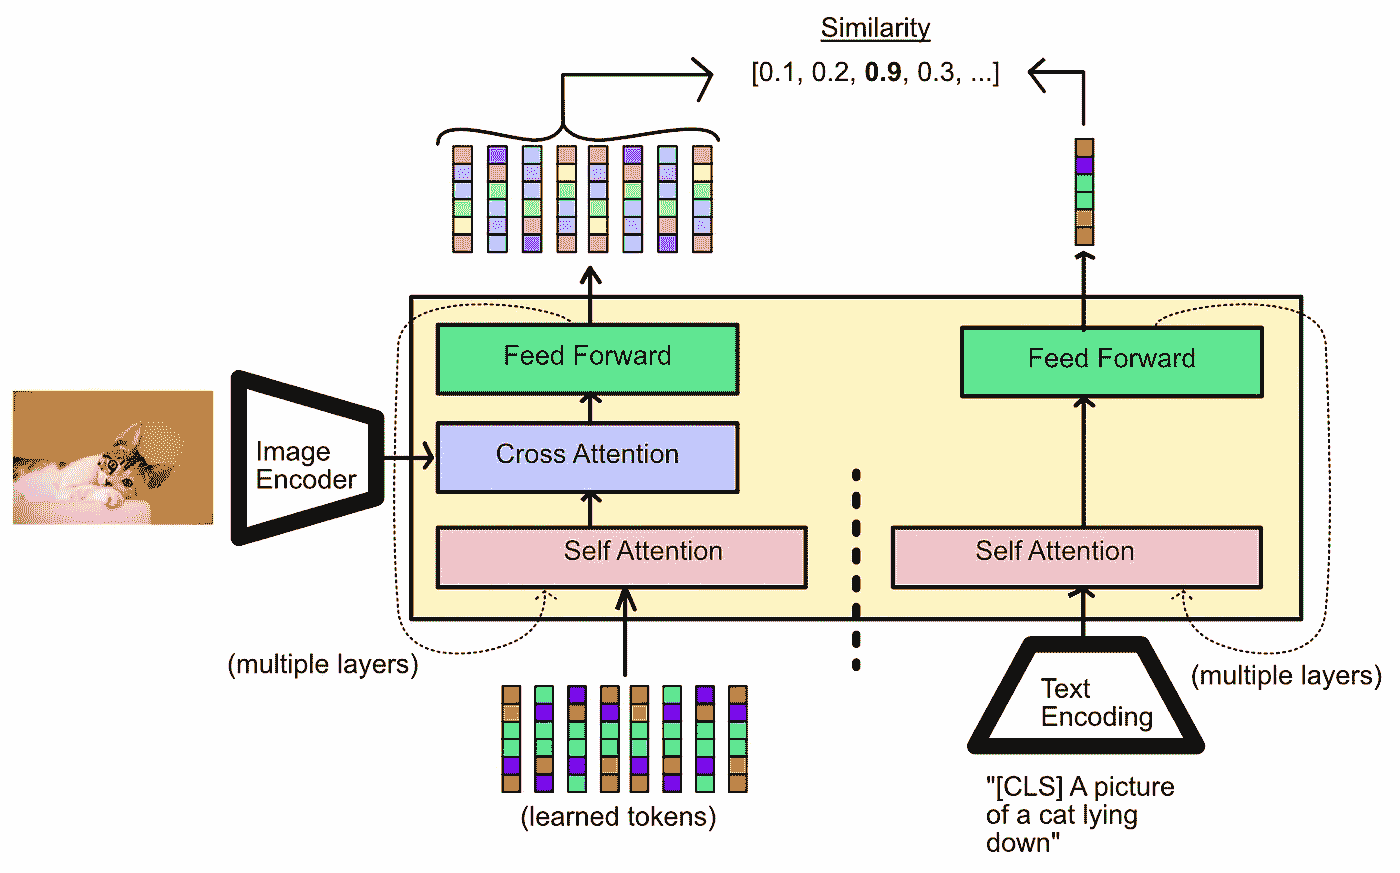 Similarity
[0.1, 0.2, 0.9, 0.3, ...]
Feed Forward
Feed Forward
Image
Encoder
Cross Attention
Self Attention
Self Attention
(multiple layers)
(multiple layers)
Text
Encoding
(learned tokens)
"[CLS] A picture
of a cat lying
down"